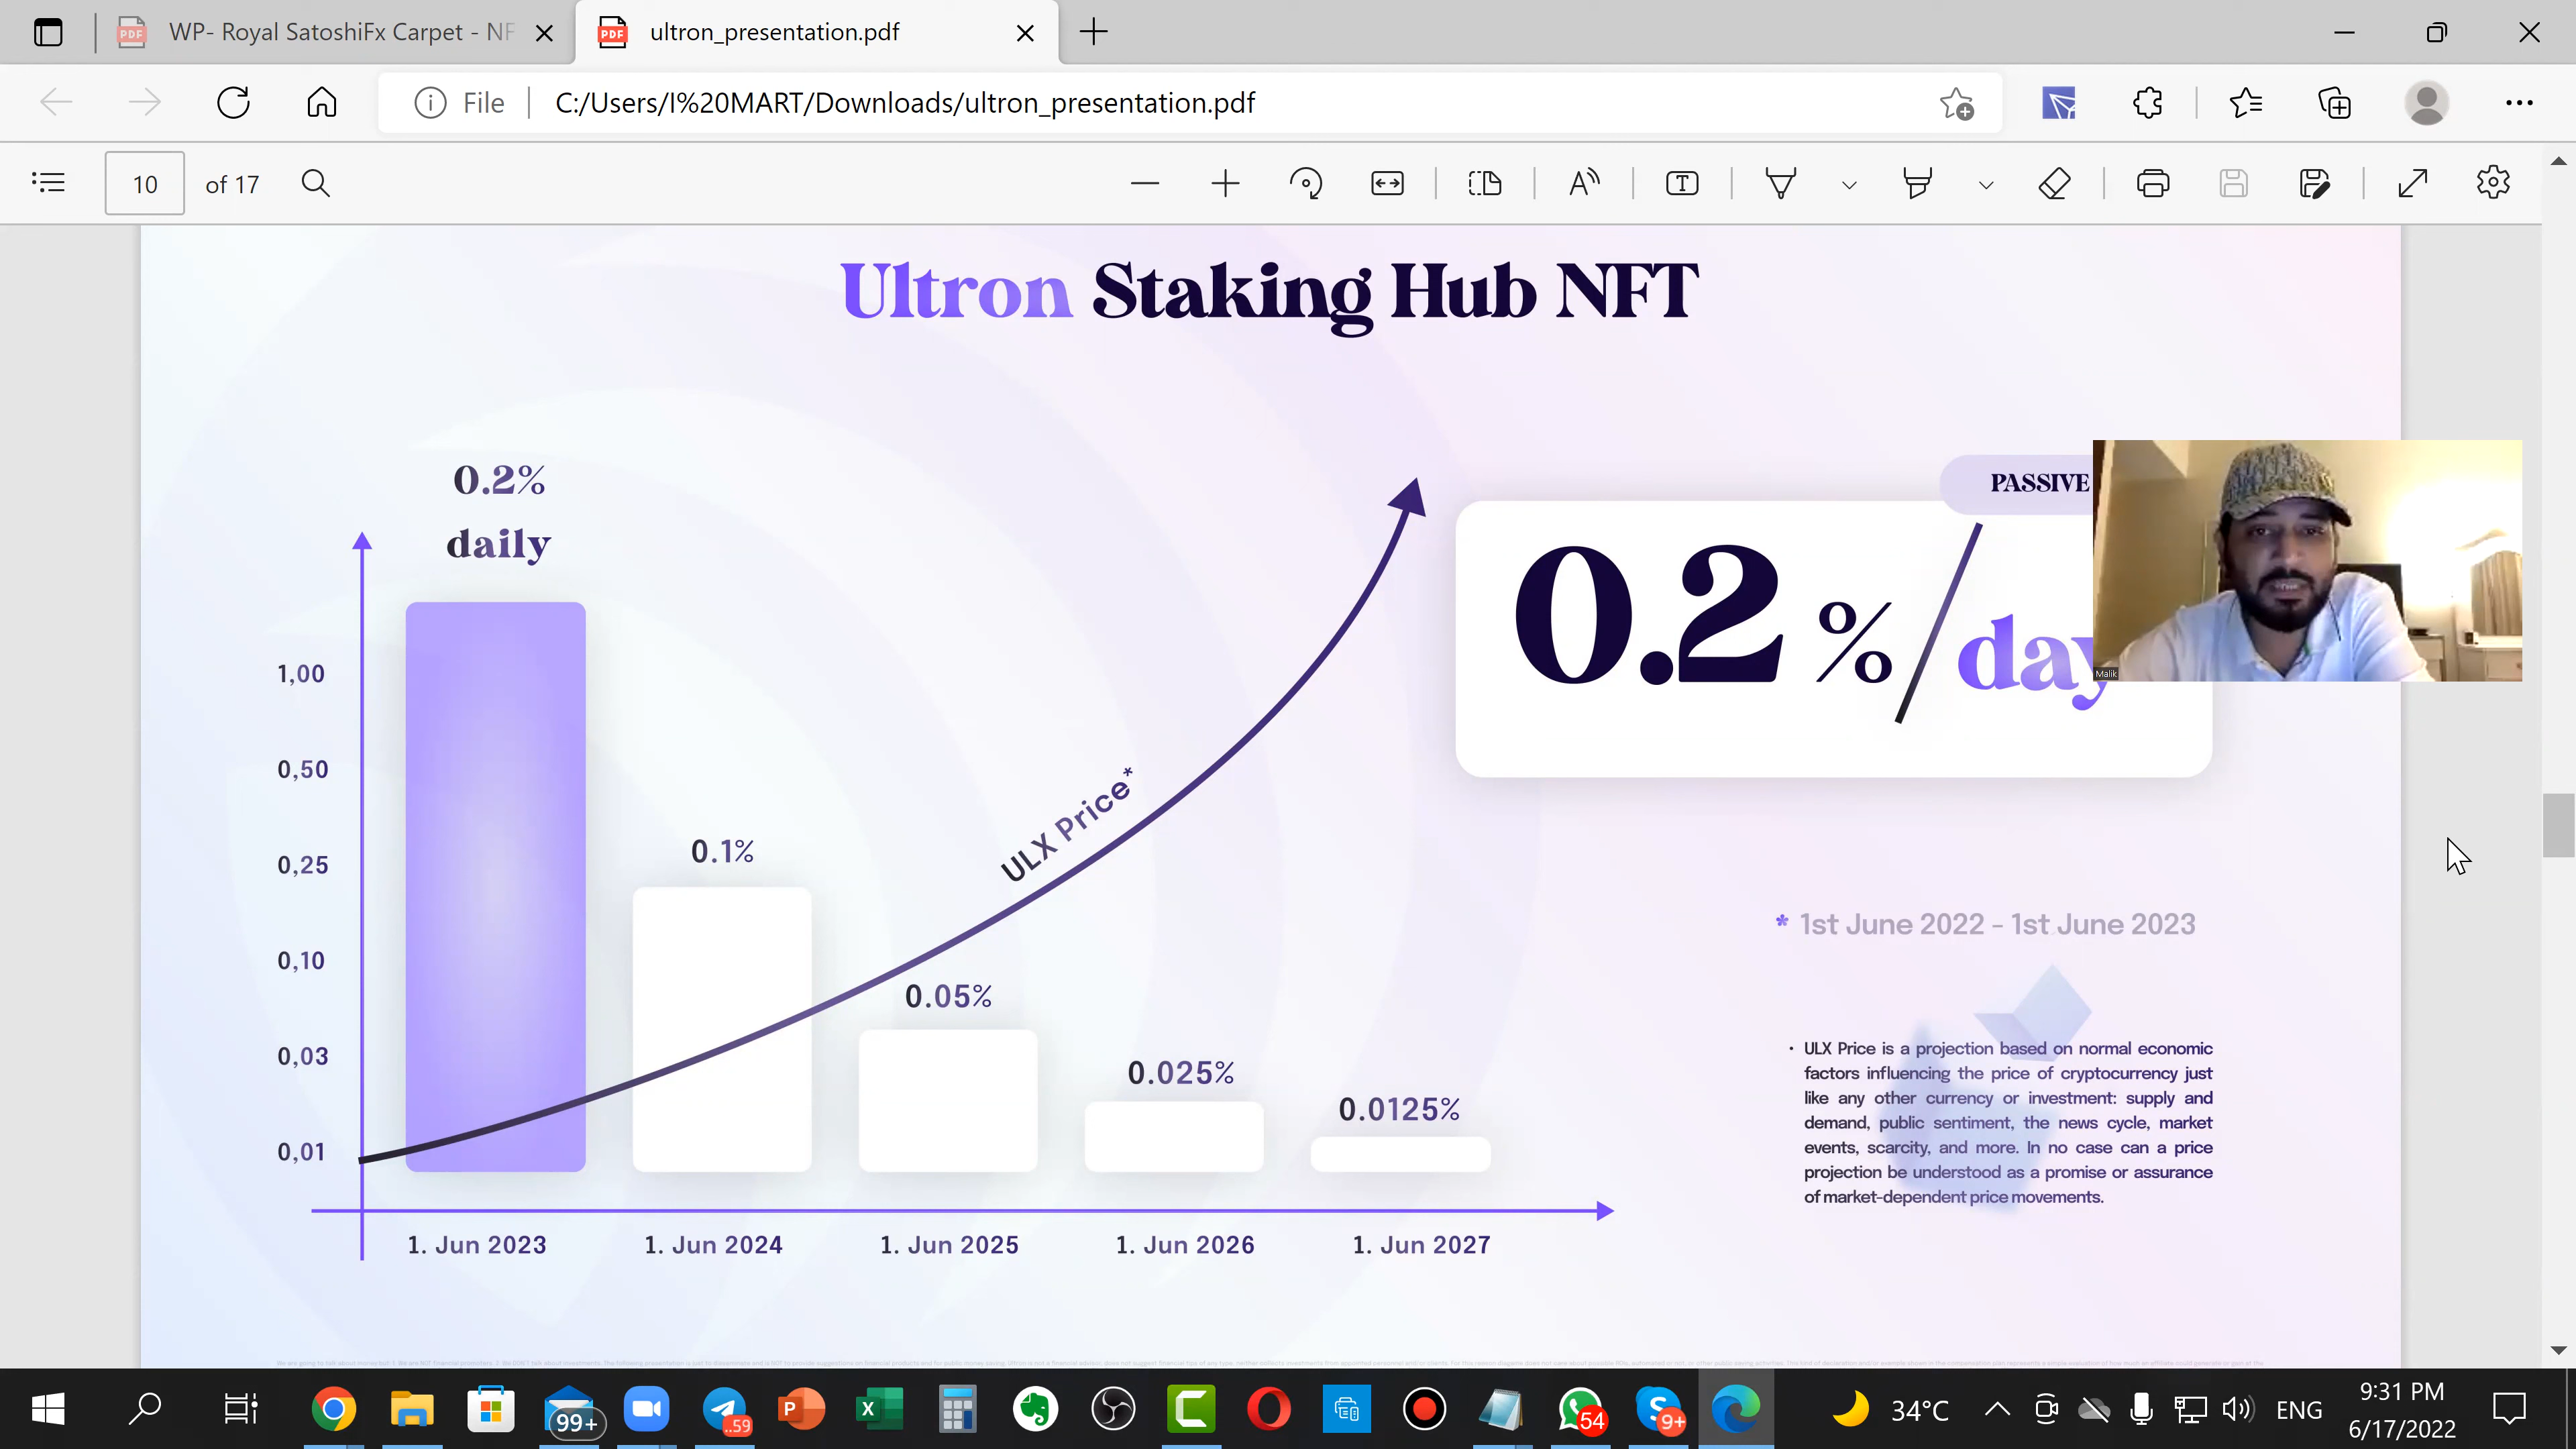 WP- Royal SatoshiFx Carpet - NF
ultron_presentation.pdf
File
C:/Users/I%20MART/Downloads/ultron_presentation.pdf
10
of 17
Ultron Staking Hub NFT
0.2%
daily
1,00
0,50
0,25
0,10
0,03
0,01
0.1%
0.05%
0.025%
0.0125%
ULX Price*
1. Jun 2023
1. Jun 2024
1. Jun 2025
1. Jun 2026
1. Jun 2027
PASSIVE
0.2 %/day
Malik
* 1st June 2022 - 1st June 2023
· ULX Price is a projection based on normal economic
factors influencing the price of cryptocurrency just
like any other currency or investment: supply and
demand, public sentiment, the news cycle, market
events, scarcity, and more. In no case can a price
projection be understood as a promise or assurance
of market-dependent price movements.
99+
..59
54
9+
34°C
ENG
9:31 PM
6/17/2022